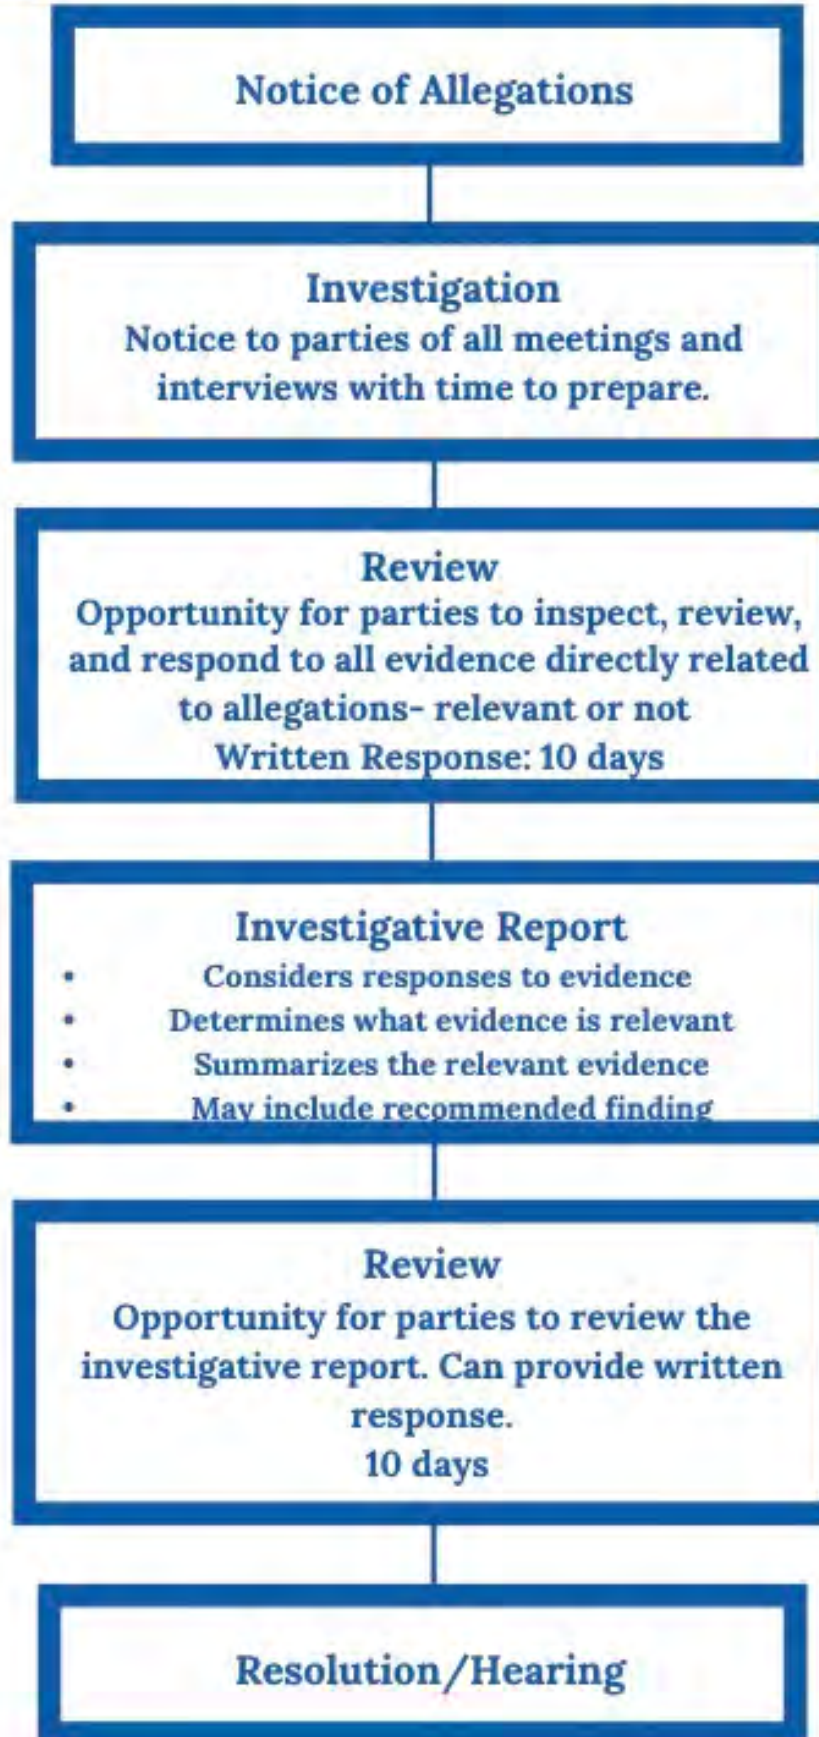 Notice of Allegations
Investigation
Notice to parties of all meetings and
interviews with time to prepare.
Review
Opportunity for parties to inspect, review,
and respond to all evidence directly related
to allegations- relevant or not
Written Response: 10 days
Investigative Report
• Considers responses to evidence
• Determines what evidence is relevant
• Summarizes the relevant evidence
• May include recommended finding
Review
Opportunity for parties to review the
investigative report. Can provide written
response.
10 days
Resolution/Hearing